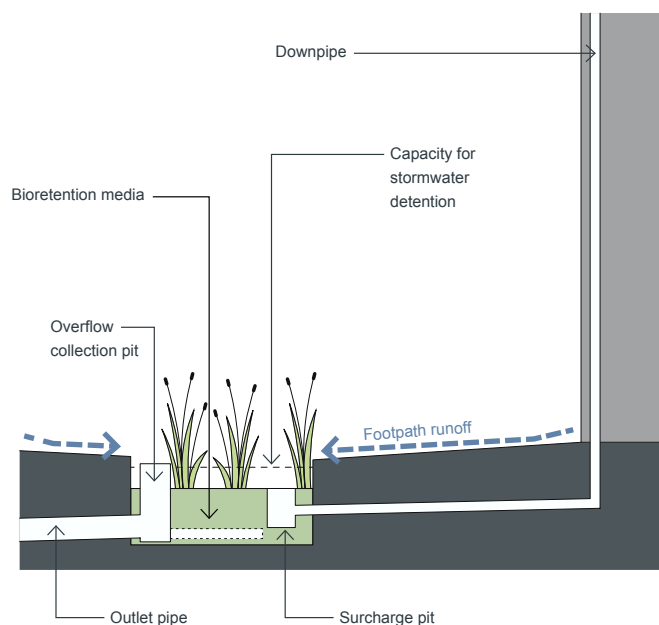 Downpipe
Capacity for
stormwater
detention
Bioretention media
Overflow
collection pit
Footpath runoff
Outlet pipe
Surcharge pit